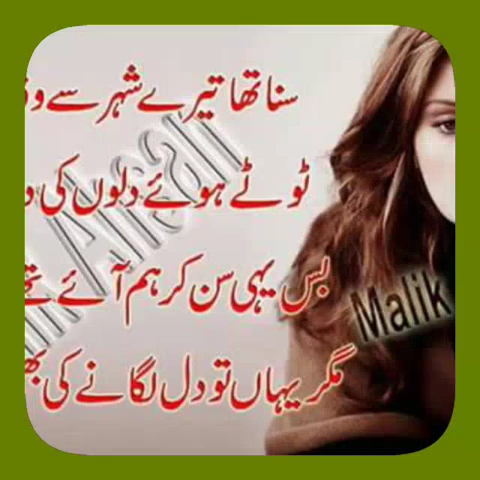 سنا تھا تیرے شہر سے
ٹوٹے ہوئے دلوں کی
بس یہی سن کر ہم آئے
مگر یہاں تو دل لگانے کی
Malik
Ahsan